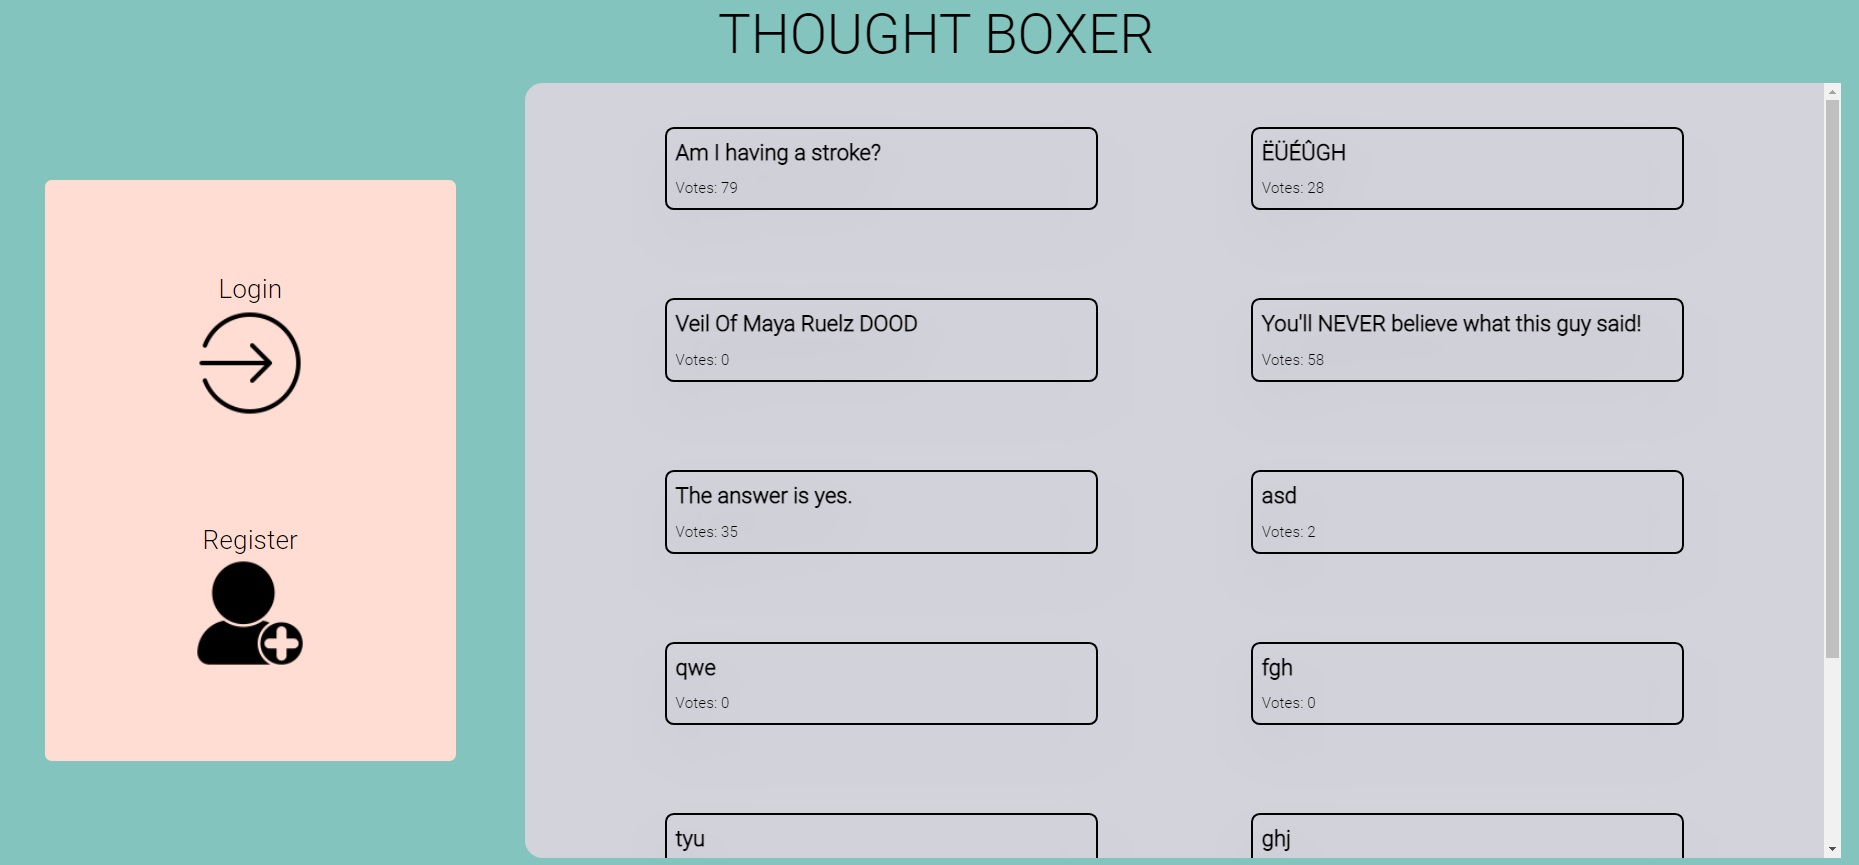 THOUGHT BOXER
Login
Register
Am I having a stroke?
Votes: 79
ËÜÉÛGH
Votes: 28
Veil Of Maya Ruelz DOOD
Votes: 0
You'll NEVER believe what this guy said!
Votes: 58
The answer is yes.
Votes: 35
asd
Votes: 2
qwe
Votes: 0
fgh
Votes: 0
tyu
ghj